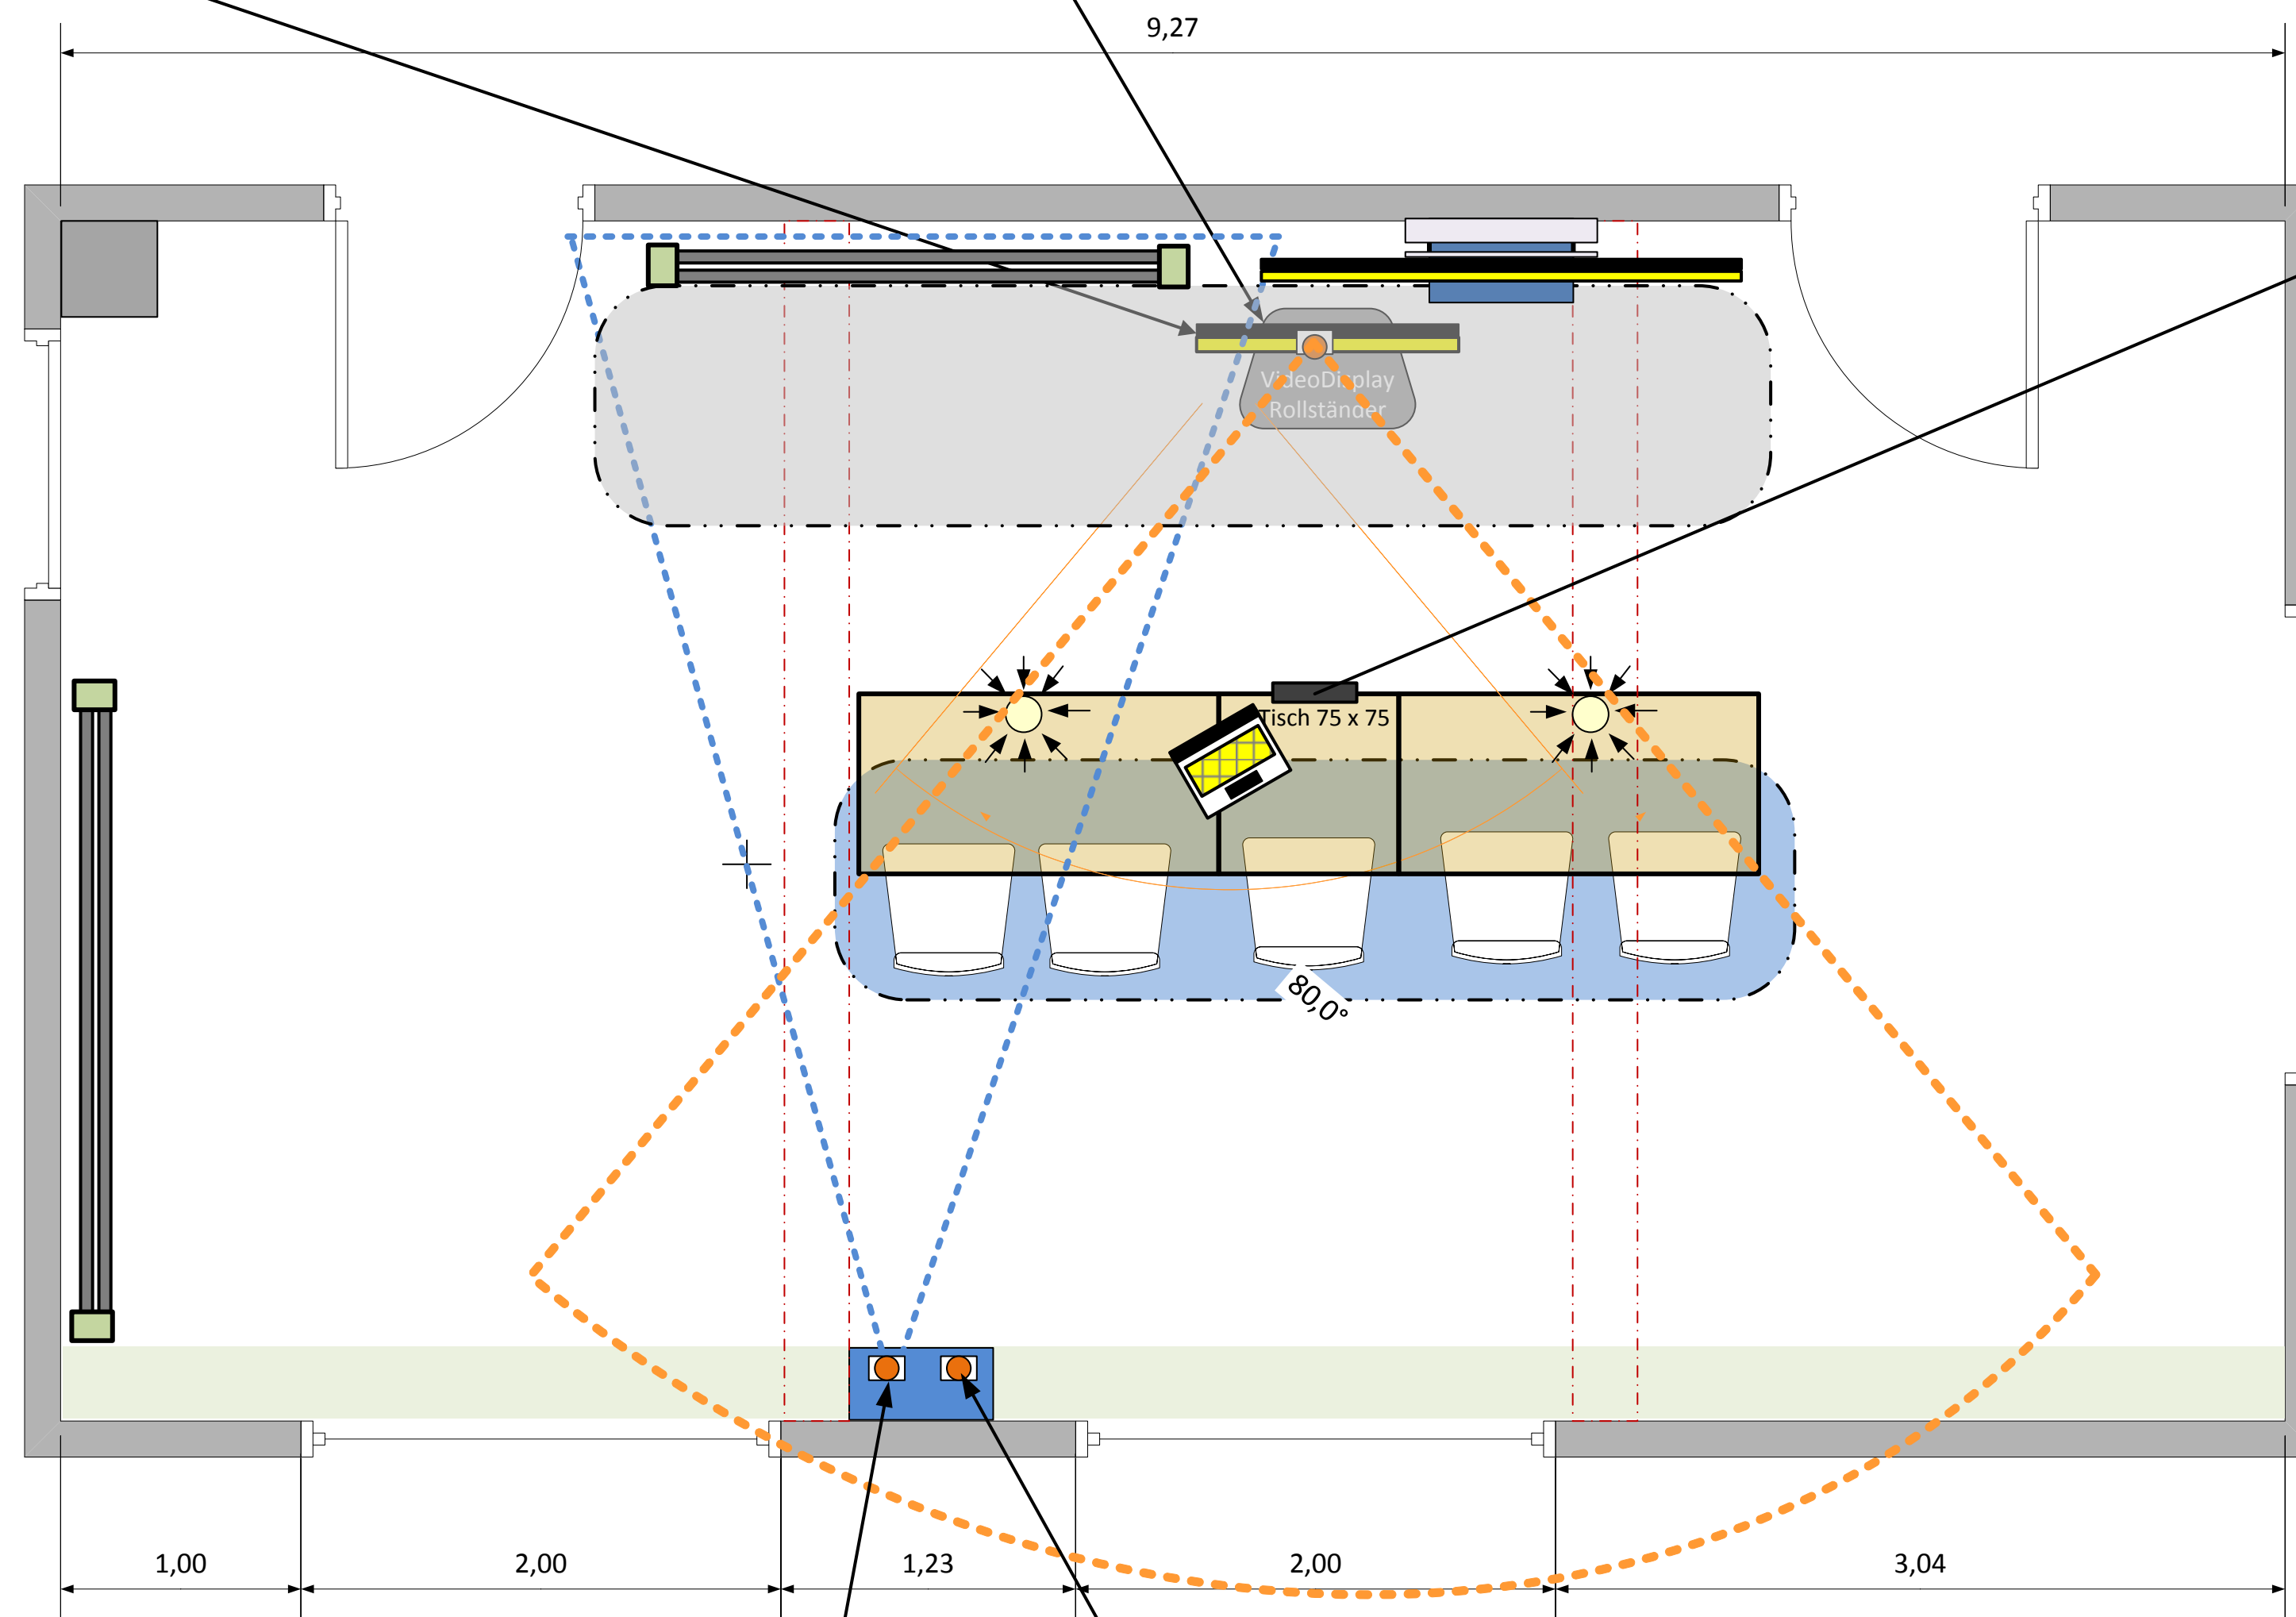 9,27
VideoDisplay
Rollständer
Tisch 75 x 75
80,0°
1,00
2,00
1,23
2,00
3,04